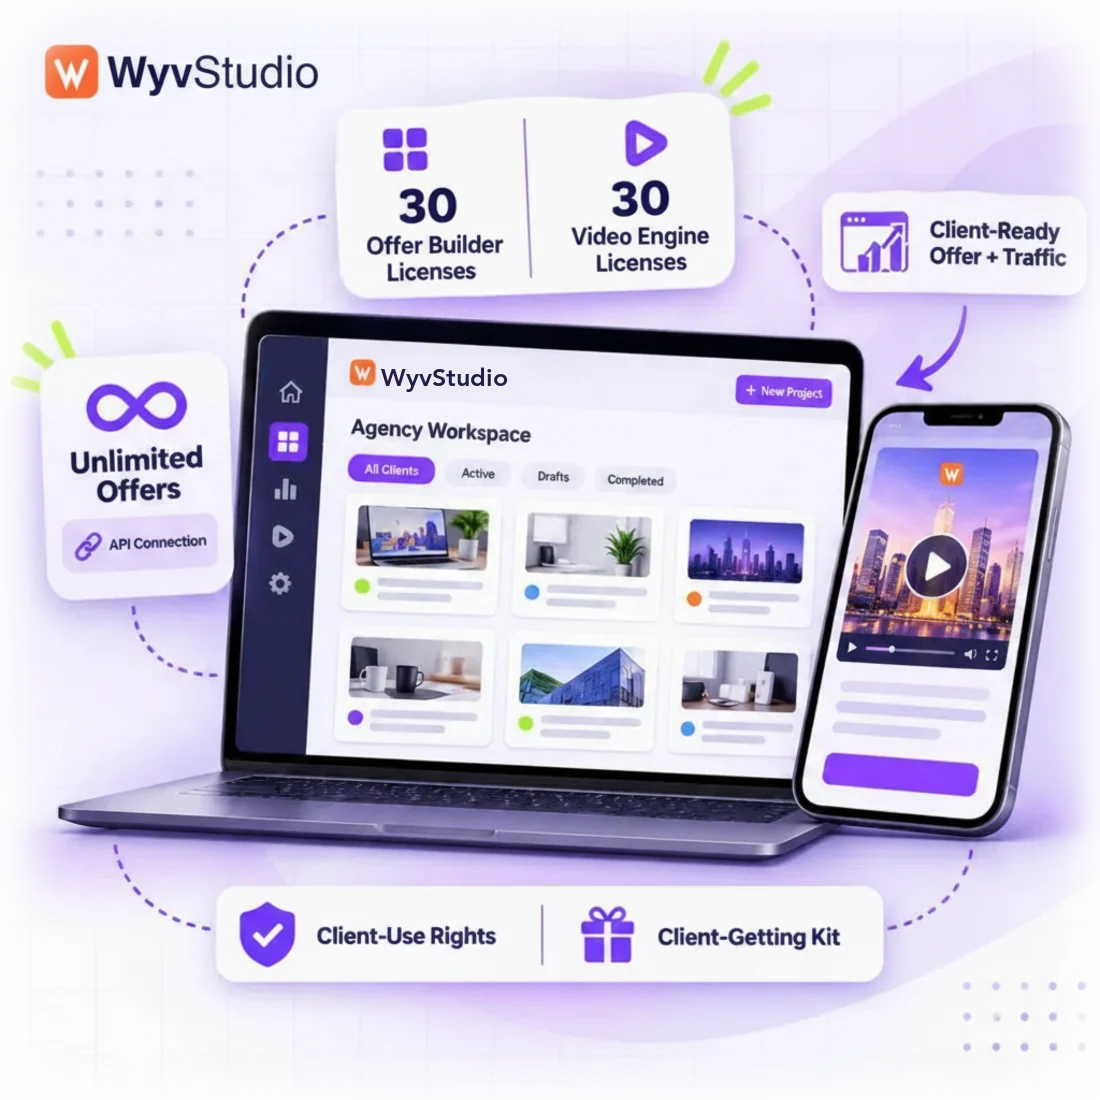 WyvStudio
30
Offer Builder
Licenses
30
Video Engine
Licenses
Client-Ready
Offer + Traffic
Unlimited
Offers
API Connection
WyvStudio
+ New Project
Agency Workspace
All Clients
Active
Drafts
Completed
Client-Use Rights
Client-Getting Kit